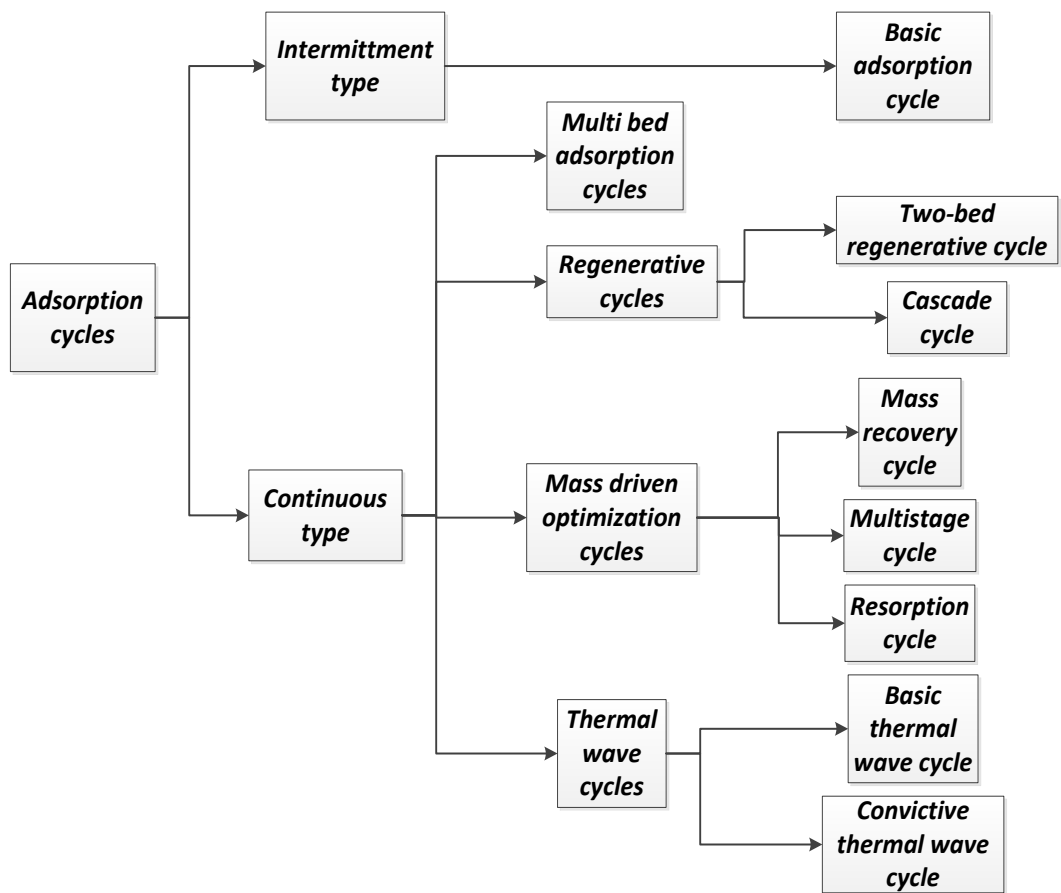 Adsorption
cycles
Intermittment
type
Basic
adsorption
cycle
Continuous
type
Multi bed
adsorption
cycles
Regenerative
cycles
Two-bed
regenerative cycle
Cascade
cycle
Mass driven
optimization
cycles
Mass
recovery
cycle
Multistage
cycle
Resorption
cycle
Thermal
wave
cycles
Basic
thermal
wave cycle
Convictive
thermal wave
cycle